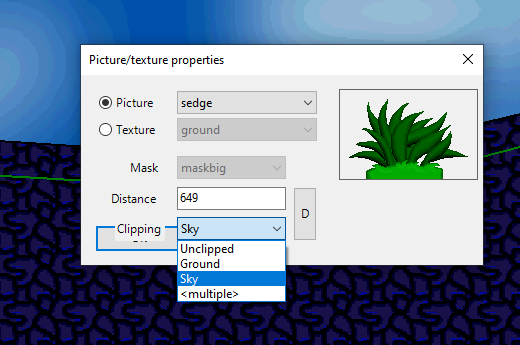 Picture/texture properties
Picture sedge
Texture ground
Mask maskbig
Distance 649
D
Clipping Sky
Unclipped
Ground
Sky
<multiple>